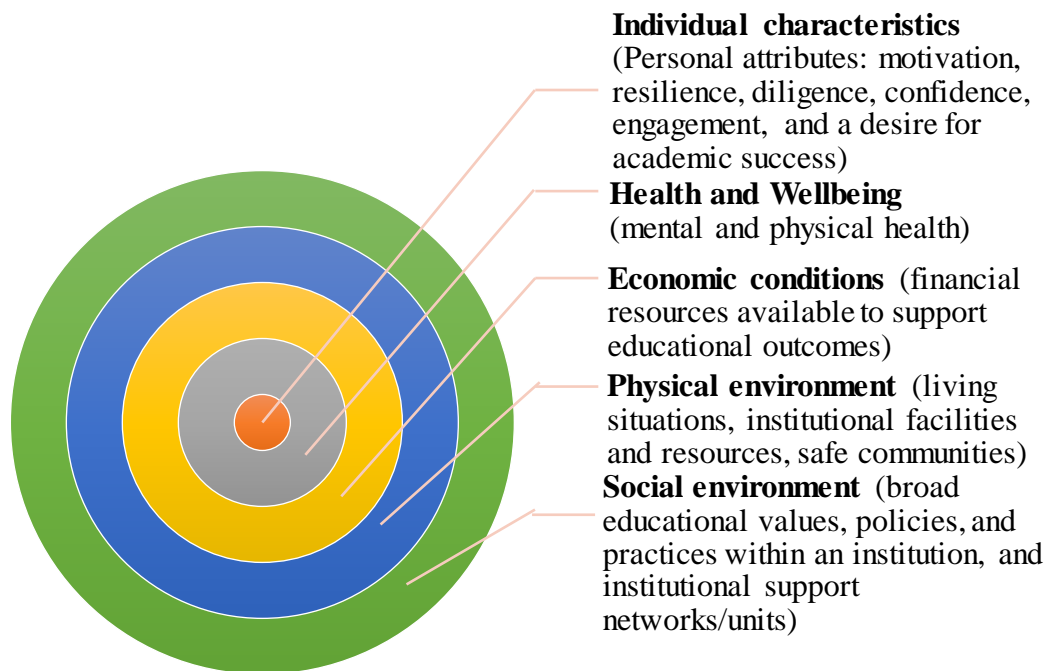 Individual characteristics
(Personal attributes: motivation,
resilience, diligence, confidence,
engagement, and a desire for
academic success)
Health and Wellbeing
(mental and physical health)
Economic conditions (financial
resources available to support
educational outcomes)
Physical environment (living
situations, institutional facilities
and resources, safe communities)
Social environment (broad
educational values, policies, and
practices within an institution, and
institutional support
networks/units)